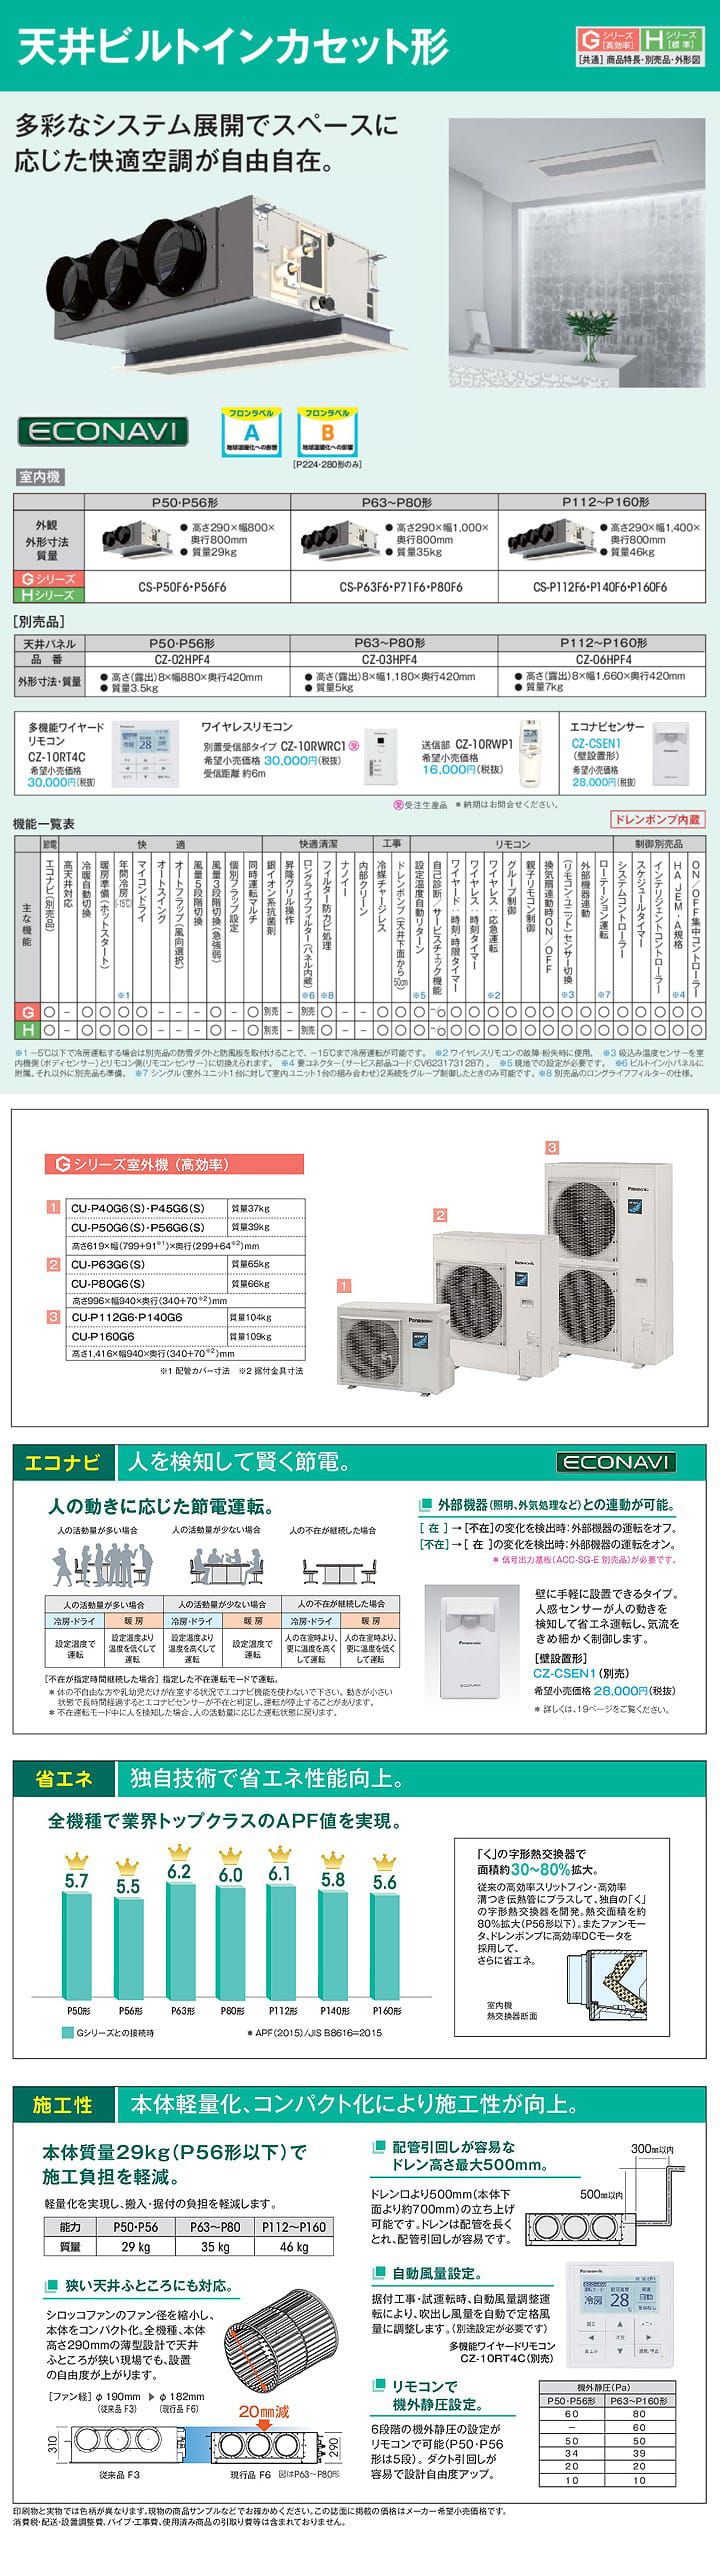 天井ビルトインカセット形
Gシリーズ[高効率] Hシリーズ[標準]
[共通] 商品特長・別売品・外形図
多彩なシステム展開でスペースに
応じた快適空調が自由自在。
ECONAVI
フロンラベル A 地球温暖化への影響
フロンラベル B 地球温暖化への影響
[P224・280形のみ]
室内機
P50・P56形 P63～P80形 P112～P160形
外観 外形寸法 質量
●高さ290×幅800×奥行800mm ●質量29kg
●高さ290×幅1,000×奥行800mm ●質量35kg
●高さ290×幅1,400×奥行800mm ●質量46kg
Gシリーズ
Hシリーズ
CS-P50F6・P56F6 CS-P63F6・P71F6・P80F6 CS-P112F6・P140F6・P160F6
[別売品]
天井パネル P50・P56形 P63～P80形 P112～P160形
品 番 CZ-02HPF4 CZ-03HPF4 CZ-06HPF4
外形寸法・質量
●高さ(露出)8×幅880×奥行420mm ●質量3.5kg
●高さ(露出)8×幅1,180×奥行420mm ●質量5kg
●高さ(露出)8×幅1,660×奥行420mm ●質量7kg
多機能ワイヤード
リモコン
CZ-10RT4C
希望小売価格
30,000円(税抜)
ワイヤレスリモコン
別置受信部タイプ CZ-10RWRC1 受
希望小売価格 30,000円(税抜)
受信距離 約6m
送信部 CZ-10RWP1
希望小売価格
16,000円(税抜)
エコナビセンサー
CZ-CSEN1
(壁設置形)
希望小売価格
28,000円(税抜)
受 受注生産品 ＊納期はお問合せください。
機能一覧表
ドレンポンプ内蔵
節電 快 適 快適清潔 工事 リモコン 制御別売品
主な機能
エコナビ(別売品)
高天井対応
冷暖自動切換
暖房準備(ホットスタート)
年間冷房(-15℃) ※1
マイコンドライ
オートスイング
オートフラップ(風向選択)
風量5段階切換
風量3段階切換(急強弱)
個別フラップ設定
同時運転マルチ
銀イオン系抗菌剤
昇降グリル操作
ロングライフフィルター(パネル内蔵) ※6
フィルター防カビ処理 ※8
ナノイー
内部クリーン
冷媒チャージレス
ドレンポンプ(天井下面から50cm)
設定温度自動リターン ※5
自己診断／サービスチェック機能
ワイヤード：時刻・時限タイマー
ワイヤレス：時刻タイマー
ワイヤレス：応急運転 ※2
グループ制御
親子リモコン制御
換気扇連動時ON／OFF
(リモコン・ユニット)センサー切換 ※3
外部機器連動
ローテーション運転 ※7
システムコントローラー
スケジュールタイマー
インテリジェントコントローラー
HA JEM・A規格 ※4
ON／OFF集中コントローラー
G ○ － ○ ○ ○ ○ － － － ○ － ○ 別売 － 別売 ○ － － ○ ○ ○ －○ ○ ○ ○ ○ ○ ○ ○ ○ ○ ○ ○ ○ ○ ○
H ○ － ○ ○ ○ ○ － － － ○ － ○ 別売 － 別売 ○ － － ○ ○ ○ －○ ○ ○ ○ ○ ○ ○ ○ ○ ○ ○ ○ ○ ○ ○
※1 －5℃以下で冷房運転する場合は別売品の防雪ダクトと防風板を取付けることで、－15℃まで冷房運転が可能です。 ※2 ワイヤレスリモコンの故障・紛失時に使用。 ※3 吸込み温度センサーを室
内機側(ボディセンサー)とリモコン側(リモコンセンサー)に切換えられます。 ※4 要コネクター(サービス部品コード:CV6231731287)。 ※5 現地での設定が必要です。 ※6 ビルトイン小パネルに
附属。それ以外に別売品も準備。 ※7 シングル(室外ユニット1台に対して室内ユニット1台の組み合わせ)2系統をグループ制御したときのみ可能です。 ※8 別売品のロングライフフィルターの仕様。
Gシリーズ室外機(高効率)
1 CU-P40G6(S)・P45G6(S) 質量37kg
CU-P50G6(S)・P56G6(S) 質量39kg
高さ619×幅(799+91※1)×奥行(299+64※2)mm
2 CU-P63G6(S) 質量65kg
CU-P80G6(S) 質量66kg
高さ996×幅940×奥行(340+70※2)mm
3 CU-P112G6・P140G6 質量104kg
CU-P160G6 質量109kg
高さ1,416×幅940×奥行(340+70※2)mm
※1 配管カバー寸法 ※2 据付金具寸法
1
2
3
Panasonic
Panasonic
Panasonic
エコナビ 人を検知して賢く節電。 ECONAVI
人の動きに応じた節電運転。
人の活動量が多い場合 人の活動量が少ない場合 人の不在が継続した場合
人の活動量が多い場合 人の活動量が少ない場合 人の不在が継続した場合
冷房・ドライ 暖 房 冷房・ドライ 暖 房 冷房・ドライ 暖 房
設定温度で運転 設定温度より温度を低くして運転 設定温度より温度を高くして運転 設定温度で運転 人の在室時より、更に温度を高くして運転 人の在室時より、更に温度を低くして運転
[不在が指定時間継続した場合] 指定した不在運転モードで運転。
＊体の不自由な方や乳幼児だけが在室する状況でエコナビ機能を使わないで下さい。動きが小さい
状態で長時間経過するとエコナビセンサーが不在と判定し、運転が停止することがあります。
＊不在運転モード中に人を検知した場合、人の活動量に応じた運転状態に戻ります。
外部機器(照明、外気処理など)との連動が可能。
[ 在 ]→[不在]の変化を検出時：外部機器の運転をオフ。
[不在]→[ 在 ]の変化を検出時：外部機器の運転をオン。
＊信号出力基板(ACC-SG-E 別売品)が必要です。
Panasonic
ECONAVI
壁に手軽に設置できるタイプ。
人感センサーが人の動きを
検知して省エネ運転し、気流を
きめ細かく制御します。
[壁設置形]
CZ-CSEN1(別売)
希望小売価格 28,000円(税抜)
＊詳しくは、19ページをご覧ください。
省エネ 独自技術で省エネ性能向上。
全機種で業界トップクラスのAPF値を実現。
5.7 5.5 6.2 6.0 6.1 5.8 5.6
P50形 P56形 P63形 P80形 P112形 P140形 P160形
Gシリーズとの接続時 ＊APF(2015)/JIS B8616=2015
「く」の字形熱交換器で
面積約30～80%拡大。
従来の高効率スリットフィン・高効率
溝つき伝熱管にプラスして、独自の「く」
の字形熱交換器を開発。熱交面積を約
80%拡大(P56形以下)。またファンモー
タ、ドレンポンプに高効率DCモータを
採用して、
さらに省エネ。
室内機
熱交換器断面
施工性 本体軽量化、コンパクト化により施工性が向上。
本体質量29kg(P56形以下)で
施工負担を軽減。
軽量化を実現し、搬入・据付の負担を軽減します。
能力 P50・P56 P63～P80 P112～P160
質量 29 kg 35 kg 46 kg
狭い天井ふところにも対応。
シロッコファンのファン径を縮小し、
本体をコンパクト化。全機種、本体
高さ290mmの薄型設計で天井
ふところが狭い現場でも、設置
の自由度が上がります。
[ファン経] φ190mm ▶ φ182mm
(従来品 F3) (現行品 F6)
20mm減
310
290
従来品 F3 現行品 F6 図はP63～P80形
配管引回しが容易な
ドレン高さ最大500mm。
ドレン口より500mm(本体下
面より約700mm)の立ち上げ
可能です。ドレンは配管を長く
とれ、配管引回しが容易です。
300mm以内
500mm以内
自動風量設定。
据付工事・試運転時、自動風量調整運
転により、吹出し風量を自動で定格風
量に調整します。(別途設定が必要です)
多機能ワイヤードリモコン
CZ-10RT4C(別売)
リモコンで
機外静圧設定。
6段階の機外静圧の設定が
リモコンで可能(P50・P56
形は5段)。ダクト引回しが
容易で設計自由度アップ。
機外静圧(Pa)
P50・P56形 P63～P160形
60 80
－ 60
50 50
34 39
20 20
10 10
印刷物と実物では色柄が異なります。現物の商品サンプルなどでお確かめください。この誌面に掲載の価格はメーカー希望小売価格です。
消費税・配送・設置調整費、パイプ・工事費、使用済み商品の引取り費等は含まれておりません。